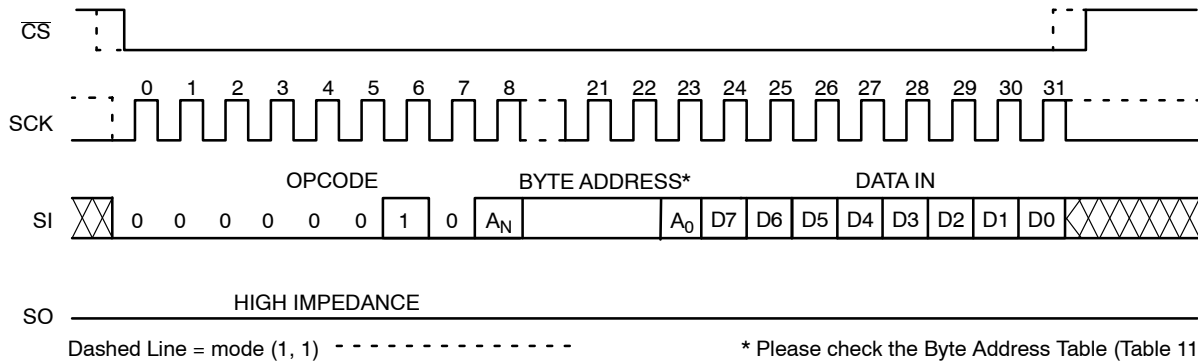 CS
0 1 2 3 4 5 6 7 8 21 22 23 24 25 26 27 28 29 30 31
SCK
OPCODE BYTE ADDRESS* DATA IN
SI 0 0 0 0 0 0 1 0 AN A0 D7 D6 D5 D4 D3 D2 D1 D0
HIGH IMPEDANCE
SO
Dashed Line = mode (1, 1) * Please check the Byte Address Table (Table 11